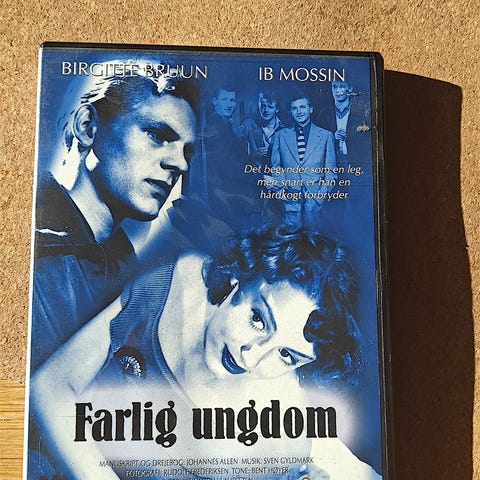 BIRGITTE BRUUN IB MOSSIN
Det begynder som en leg,
men snart er han en
hårdkogt forbryder
Farlig ungdom
MANUSKRIPT OG DREJEBOG: JOHANNES ALLEN MUSIK: SVEN GYLDMARK
FOTOGRAF: RUDOLF FREDERIKSEN TONE: BENT HØYER